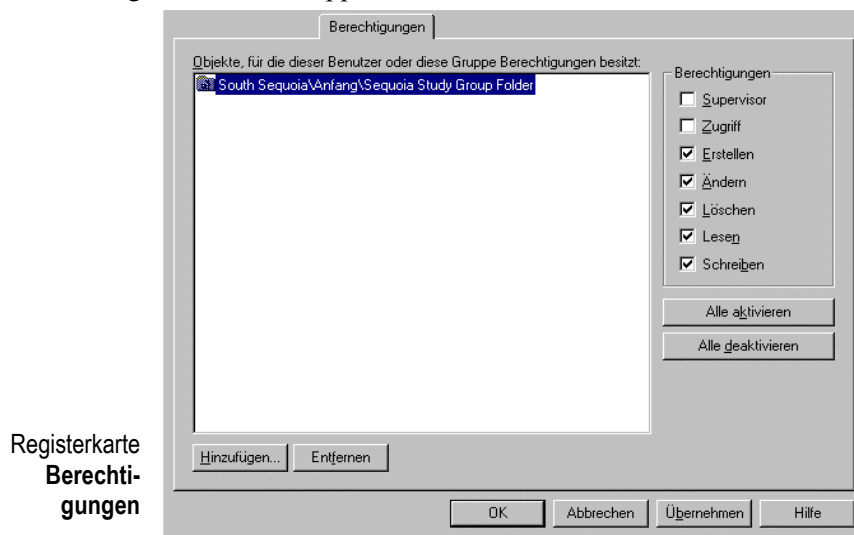 Berechtigungen
Objekte, für die dieser Benutzer oder diese Gruppe Berechtigungen besitzt:
South Sequoia\Anfang\Sequoia Study Group Folder
Berechtigungen
Supervisor
Zugriff
Erstellen
Ändern
Löschen
Lesen
Schreiben
Alle aktivieren
Alle deaktivieren
Hinzufügen...
Entfernen
Registerkarte
Berechti-
gungen
OK
Abbrechen
Übernehmen
Hilfe